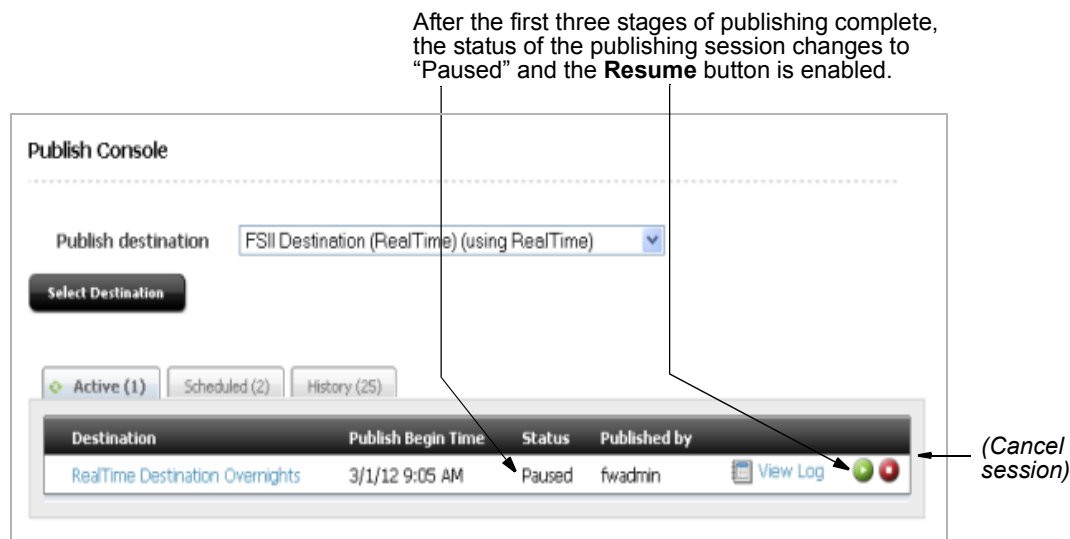 After the first three stages of publishing complete,
the status of the publishing session changes to
“Paused” and the Resume button is enabled.
Publish Console
Publish destination FSII Destination (RealTime) (using RealTime)
Select Destination
Active (1) Scheduled (2) History (25)
Destination Publish Begin Time Status Published by
RealTime Destination Overnights 3/1/12 9:05 AM Paused fwadmin View Log
(Cancel
session)